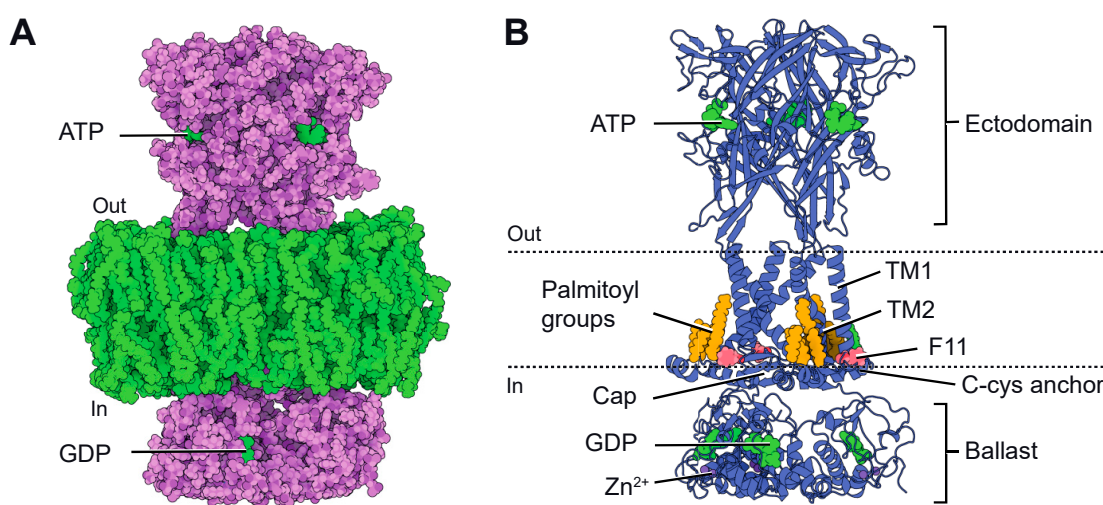 A
ATP
Out
In
GDP
B
ATP
Ectodomain
Out
TM1
Palmitoyl
groups
TM2
F11
In
C-cys anchor
Cap
GDP
Ballast
Zn²⁺